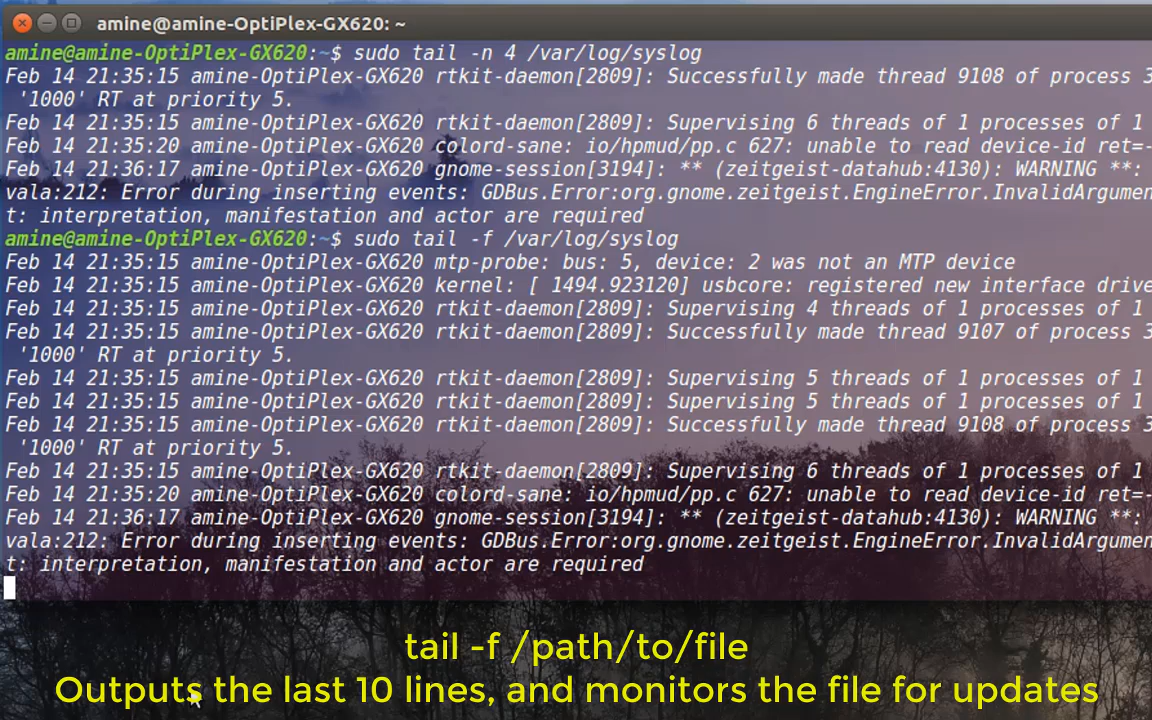 amine@amine-OptiPlex-GX620: ~
amine@amine-OptiPlex-GX620:~$ sudo tail -n 4 /var/log/syslog
Feb 14 21:35:15 amine-OptiPlex-GX620 rtkit-daemon[2809]: Successfully made thread 9108 of process 3
'1000' RT at priority 5.
Feb 14 21:35:15 amine-OptiPlex-GX620 rtkit-daemon[2809]: Supervising 6 threads of 1 processes of 1
Feb 14 21:35:20 amine-OptiPlex-GX620 colord-sane: io/hpmud/pp.c 627: unable to read device-id ret=-
Feb 14 21:36:17 amine-OptiPlex-GX620 gnome-session[3194]: ** (zeitgeist-datahub:4130): WARNING **:
vala:212: Error during inserting events: GDBus.Error:org.gnome.zeitgeist.EngineError.InvalidArgumen
t: interpretation, manifestation and actor are required
amine@amine-OptiPlex-GX620:~$ sudo tail -f /var/log/syslog
Feb 14 21:35:15 amine-OptiPlex-GX620 mtp-probe: bus: 5, device: 2 was not an MTP device
Feb 14 21:35:15 amine-OptiPlex-GX620 kernel: [ 1494.923120] usbcore: registered new interface drive
Feb 14 21:35:15 amine-OptiPlex-GX620 rtkit-daemon[2809]: Supervising 4 threads of 1 processes of 1
Feb 14 21:35:15 amine-OptiPlex-GX620 rtkit-daemon[2809]: Successfully made thread 9107 of process 3
'1000' RT at priority 5.
Feb 14 21:35:15 amine-OptiPlex-GX620 rtkit-daemon[2809]: Supervising 5 threads of 1 processes of 1
Feb 14 21:35:15 amine-OptiPlex-GX620 rtkit-daemon[2809]: Supervising 5 threads of 1 processes of 1
Feb 14 21:35:15 amine-OptiPlex-GX620 rtkit-daemon[2809]: Successfully made thread 9108 of process 3
'1000' RT at priority 5.
Feb 14 21:35:15 amine-OptiPlex-GX620 rtkit-daemon[2809]: Supervising 6 threads of 1 processes of 1
Feb 14 21:35:20 amine-OptiPlex-GX620 colord-sane: io/hpmud/pp.c 627: unable to read device-id ret=-
Feb 14 21:36:17 amine-OptiPlex-GX620 gnome-session[3194]: ** (zeitgeist-datahub:4130): WARNING **:
vala:212: Error during inserting events: GDBus.Error:org.gnome.zeitgeist.EngineError.InvalidArgumen
t: interpretation, manifestation and actor are required
tail -f /path/to/file
Outputs the last 10 lines, and monitors the file for updates